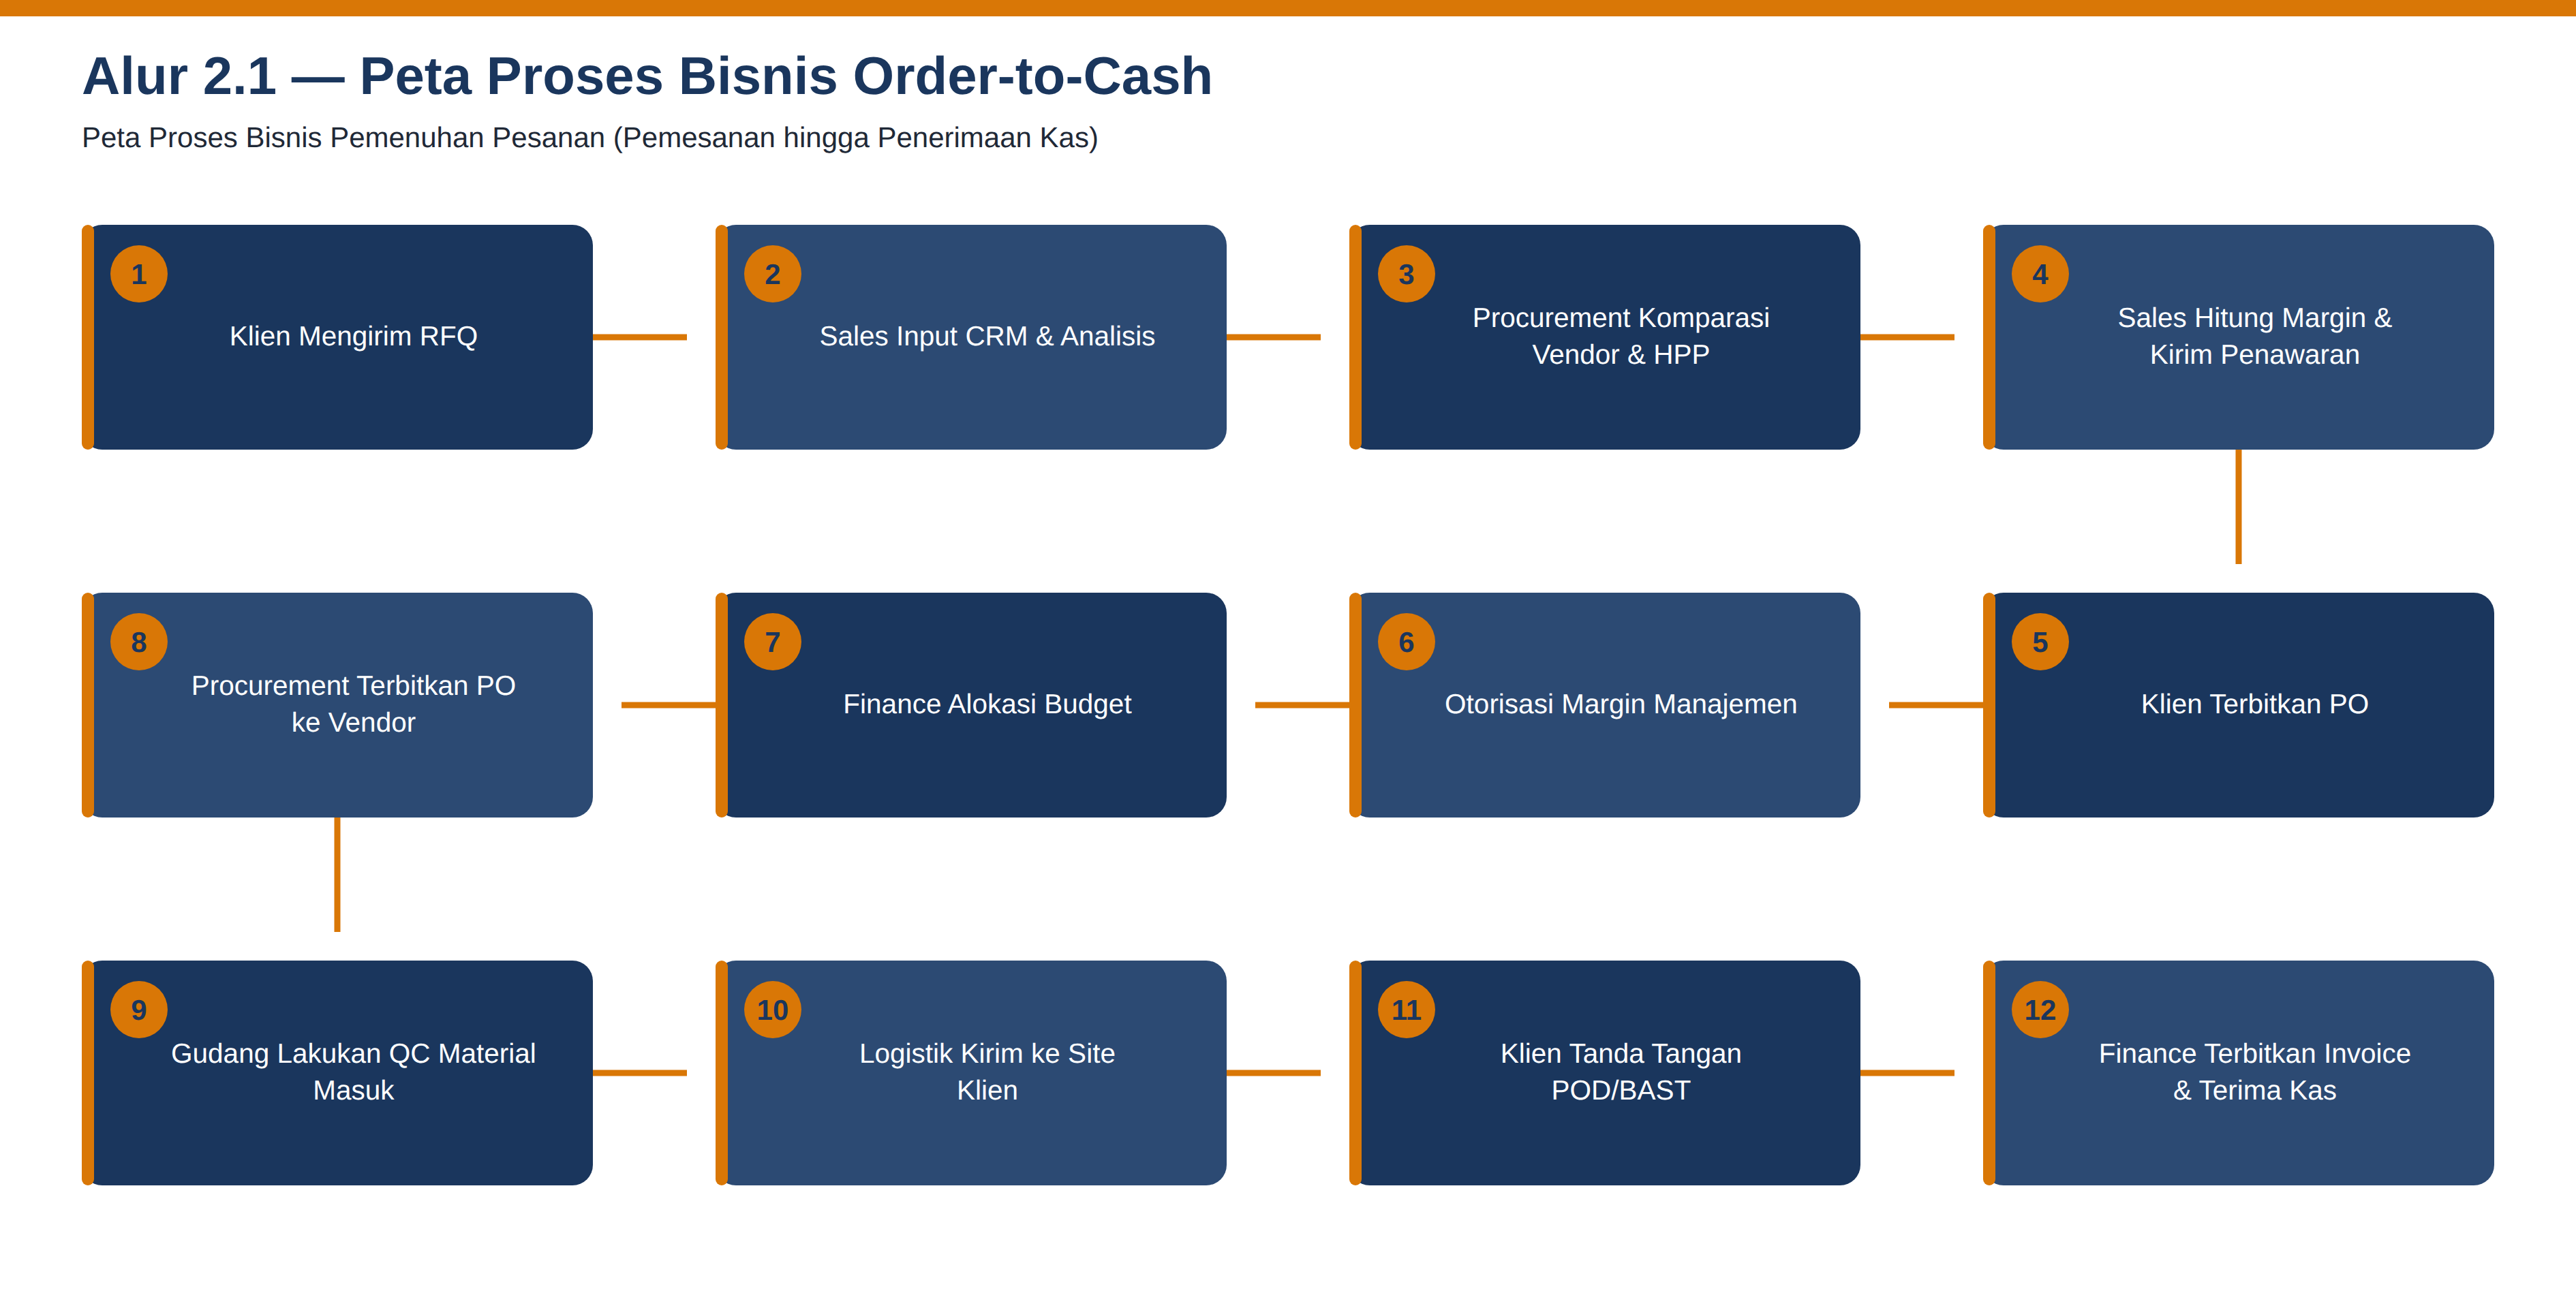 Alur 2.1 — Peta Proses Bisnis Order-to-Cash
Peta Proses Bisnis Pemenuhan Pesanan (Pemesanan hingga Penerimaan Kas)
1
Klien Mengirim RFQ
2
Sales Input CRM & Analisis
3
Procurement Komparasi
Vendor & HPP
4
Sales Hitung Margin &
Kirim Penawaran
5
Klien Terbitkan PO
6
Otorisasi Margin Manajemen
7
Finance Alokasi Budget
8
Procurement Terbitkan PO
ke Vendor
9
Gudang Lakukan QC Material
Masuk
10
Logistik Kirim ke Site
Klien
11
Klien Tanda Tangan
POD/BAST
12
Finance Terbitkan Invoice
& Terima Kas